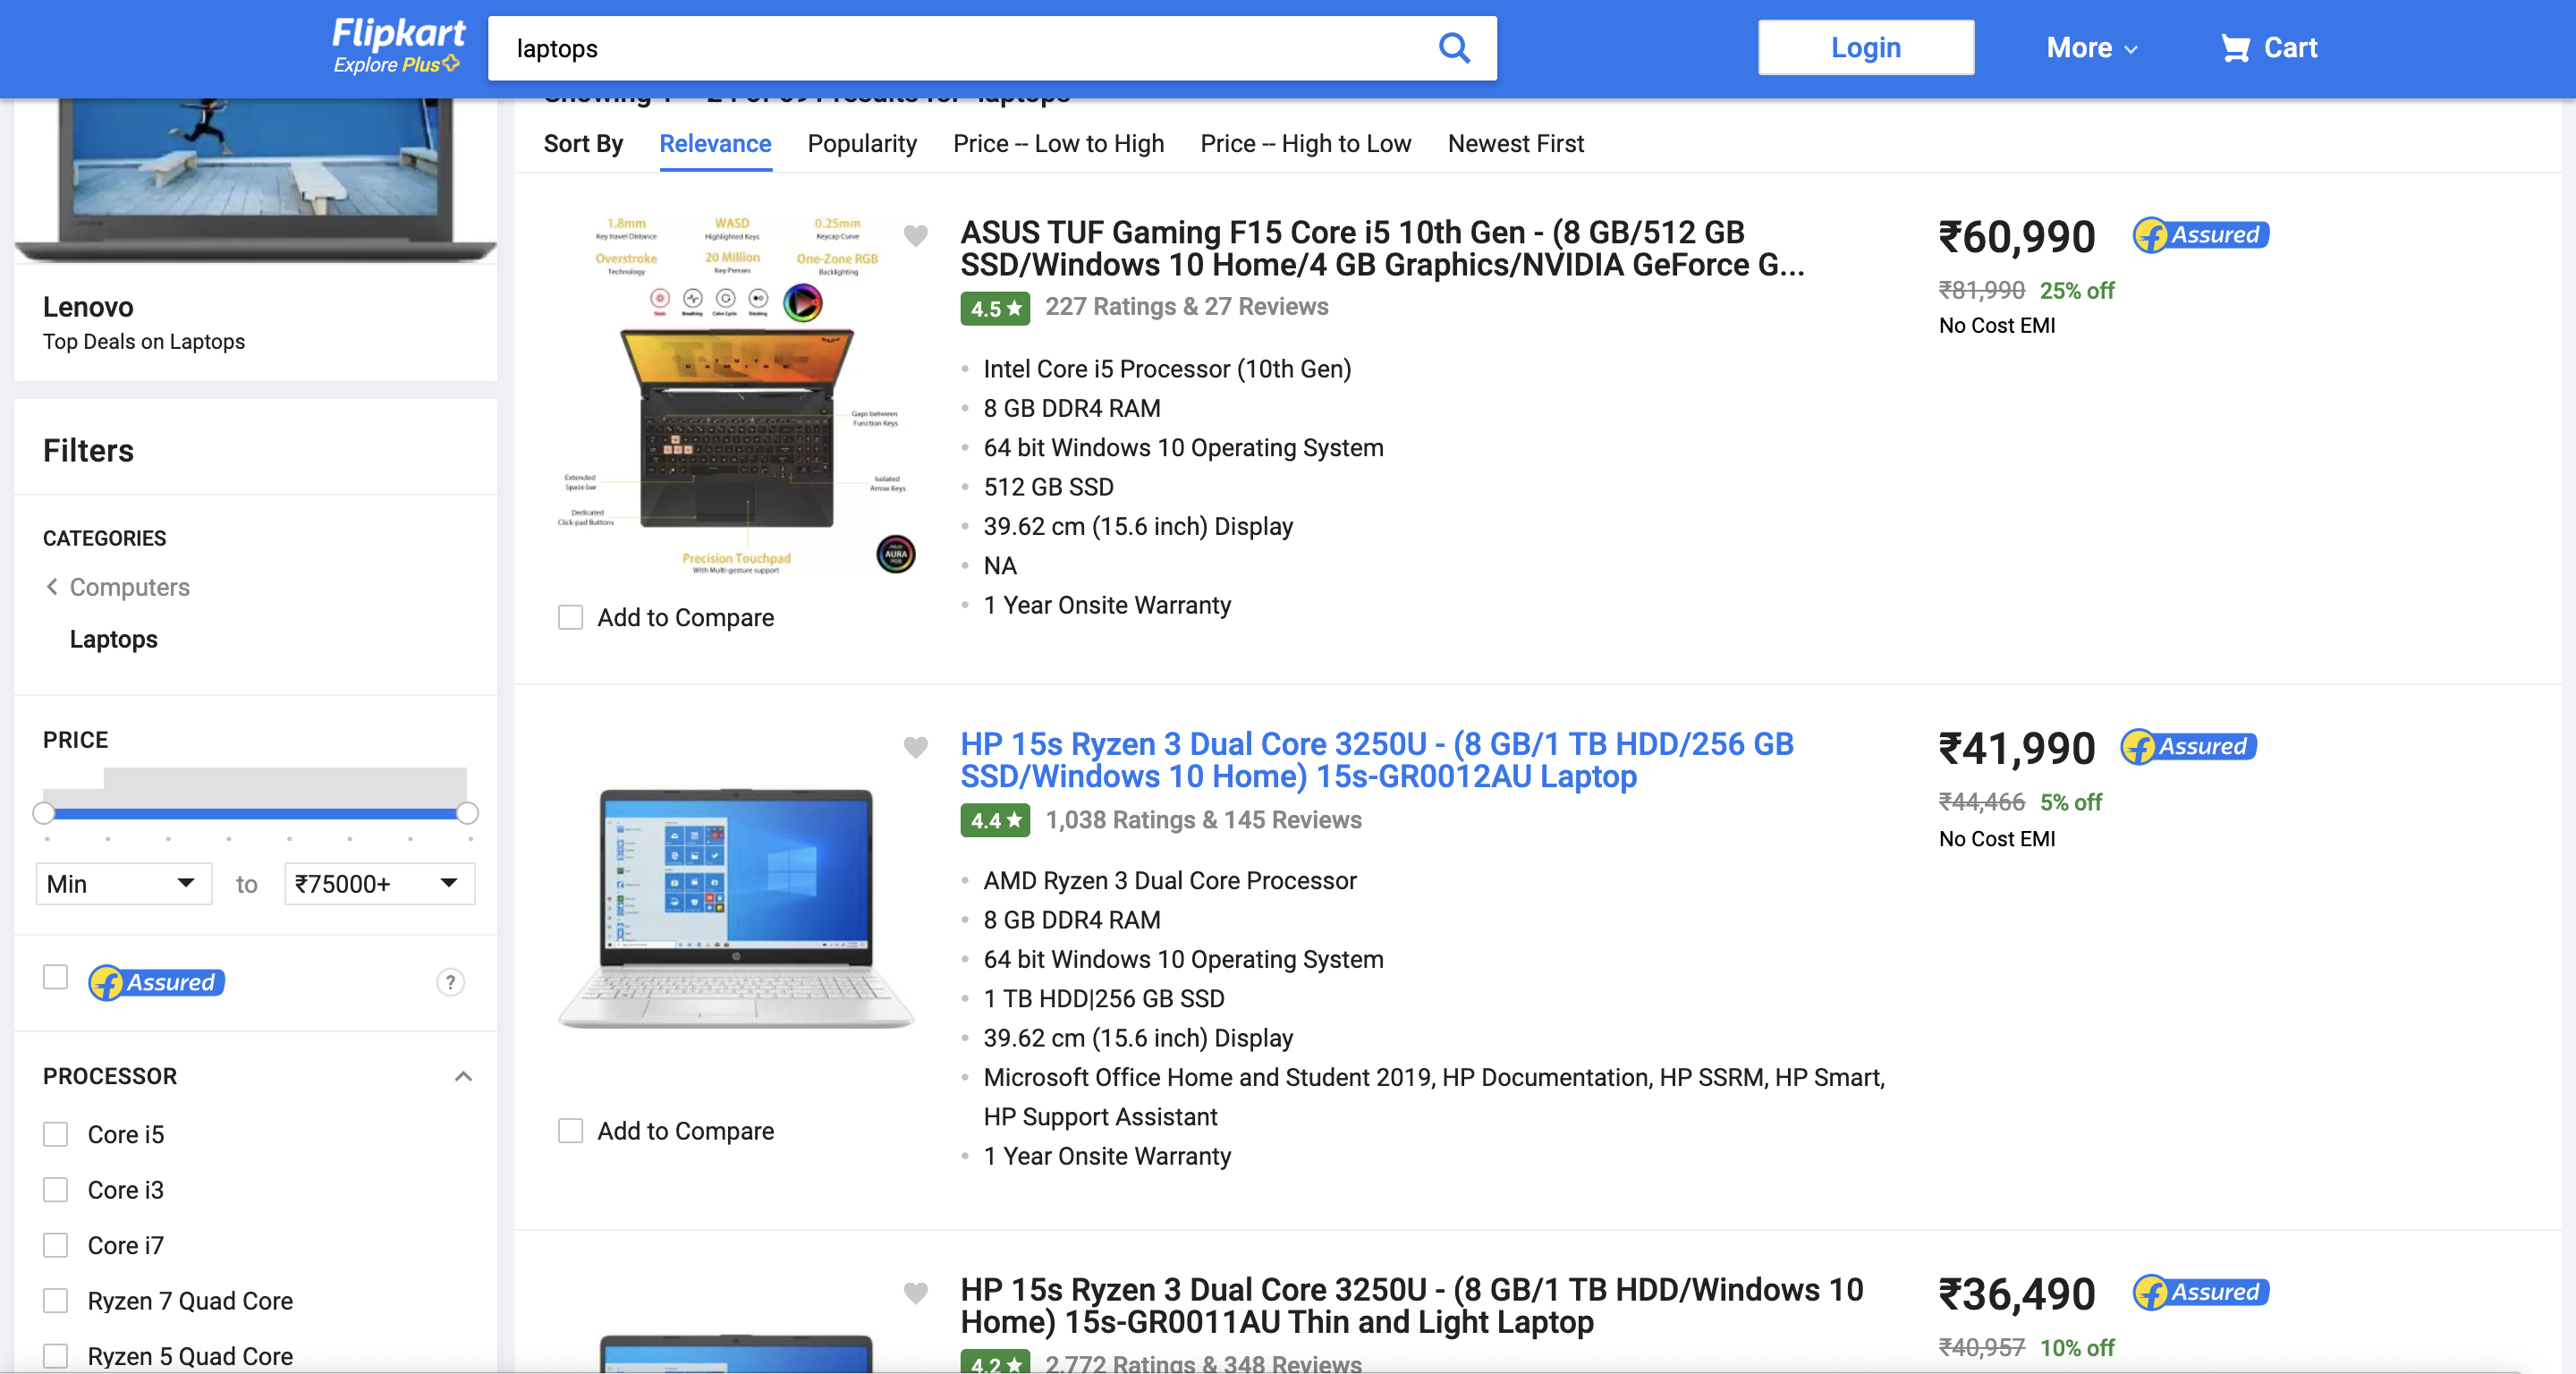 Flipkart
Explore Plus
laptops
Login
More
Cart
Sort By
Relevance
Popularity
Price -- Low to High
Price -- High to Low
Newest First
Lenovo
Top Deals on Laptops
Filters
CATEGORIES
Computers
Laptops
PRICE
Min
to
₹75000+
Assured
?
PROCESSOR
Core i5
Core i3
Core i7
Ryzen 7 Quad Core
Ryzen 5 Quad Core
1.8mm
Key travel Distance
WASD
Highlighted Keys
0.25mm
Keycap Curve
Overstroke
Technology
20 Million
Key Presses
One-Zone RGB
Backlighting
Gaps between
Function Keys
Extended
Space bar
Isolated
Arrow Keys
Dedicated
Click-pad Buttons
Precision Touchpad
With Multi-gesture support
AURA
Add to Compare
ASUS TUF Gaming F15 Core i5 10th Gen - (8 GB/512 GB
SSD/Windows 10 Home/4 GB Graphics/NVIDIA GeForce G...
4.5★
227 Ratings & 27 Reviews
Intel Core i5 Processor (10th Gen)
8 GB DDR4 RAM
64 bit Windows 10 Operating System
512 GB SSD
39.62 cm (15.6 inch) Display
NA
1 Year Onsite Warranty
₹60,990
Assured
₹81,990 25% off
No Cost EMI
Add to Compare
HP 15s Ryzen 3 Dual Core 3250U - (8 GB/1 TB HDD/256 GB
SSD/Windows 10 Home) 15s-GR0012AU Laptop
4.4★
1,038 Ratings & 145 Reviews
AMD Ryzen 3 Dual Core Processor
8 GB DDR4 RAM
64 bit Windows 10 Operating System
1 TB HDD|256 GB SSD
39.62 cm (15.6 inch) Display
Microsoft Office Home and Student 2019, HP Documentation, HP SSRM, HP Smart,
HP Support Assistant
1 Year Onsite Warranty
₹41,990
Assured
₹44,466 5% off
No Cost EMI
HP 15s Ryzen 3 Dual Core 3250U - (8 GB/1 TB HDD/Windows 10
Home) 15s-GR0011AU Thin and Light Laptop
4.2★
2,772 Ratings & 348 Reviews
₹36,490
Assured
₹40,957 10% off